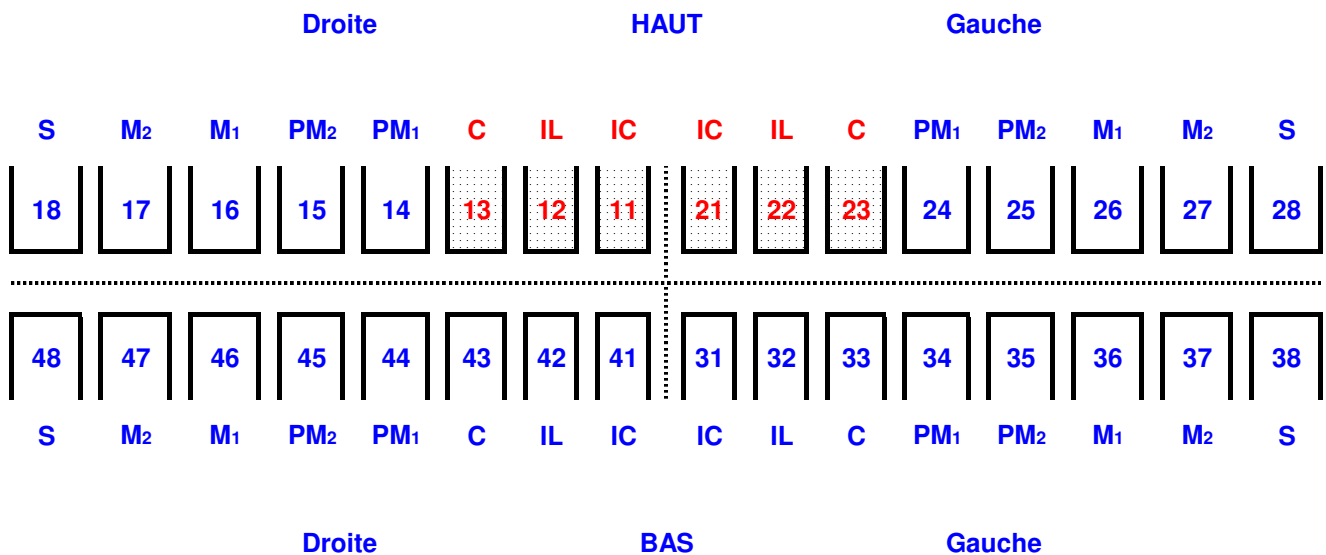 Droite HAUT Gauche
S M2 M1 PM2 PM1 C IL IC IC IL C PM1 PM2 M1 M2 S
18 17 16 15 14 13 12 11 21 22 23 24 25 26 27 28
48 47 46 45 44 43 42 41 31 32 33 34 35 36 37 38
S M2 M1 PM2 PM1 C IL IC IC IL C PM1 PM2 M1 M2 S
Droite BAS Gauche